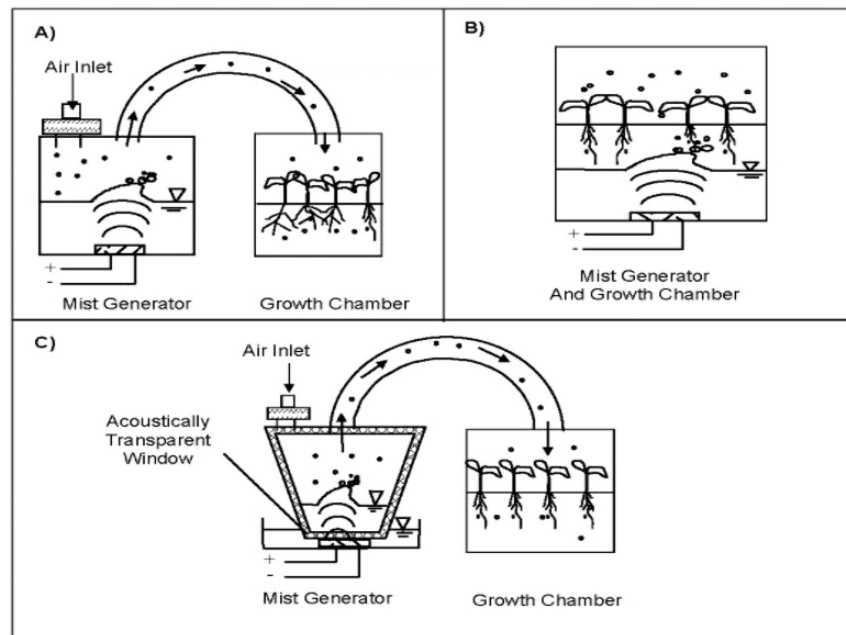 A)
Air Inlet
+
-
Mist Generator
Growth Chamber
B)
+
-
Mist Generator
And Growth Chamber
C)
Air Inlet
Acoustically
Transparent
Window
+
-
Mist Generator
Growth Chamber